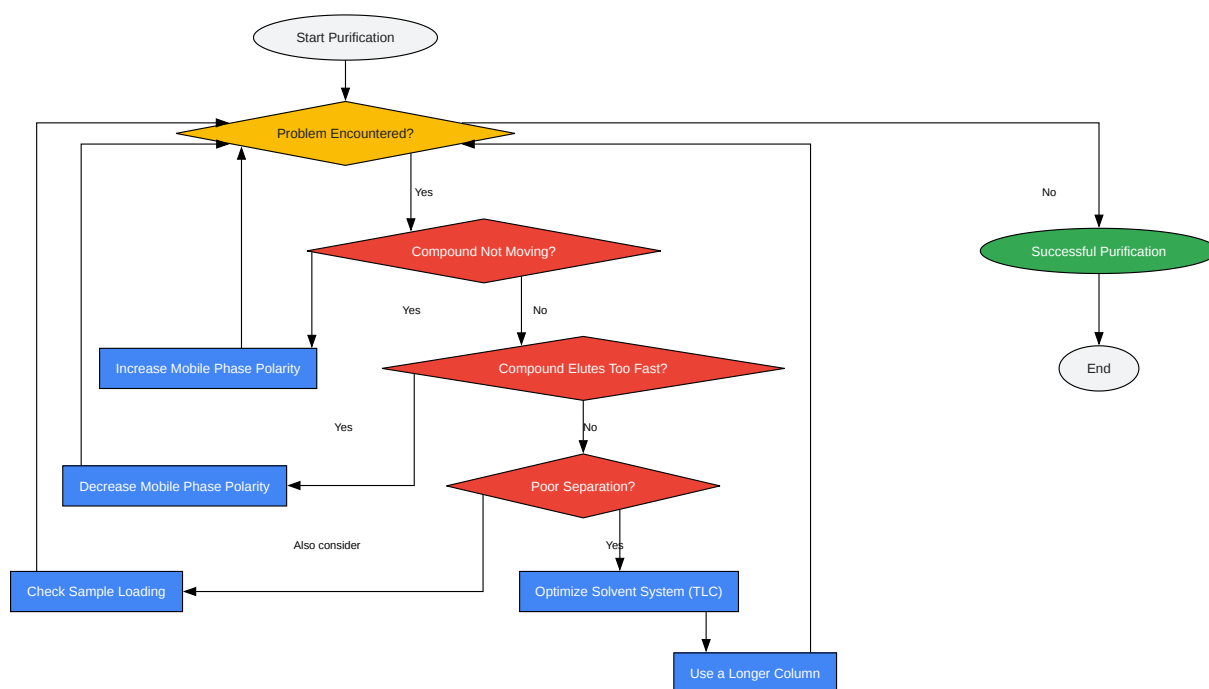 Start Purification
Problem Encountered?
Yes
No
Compound Not Moving?
Successful Purification
Yes
No
Increase Mobile Phase Polarity
Compound Elutes Too Fast?
End
Yes
No
Decrease Mobile Phase Polarity
Poor Separation?
Also consider
Yes
Check Sample Loading
Optimize Solvent System (TLC)
Use a Longer Column